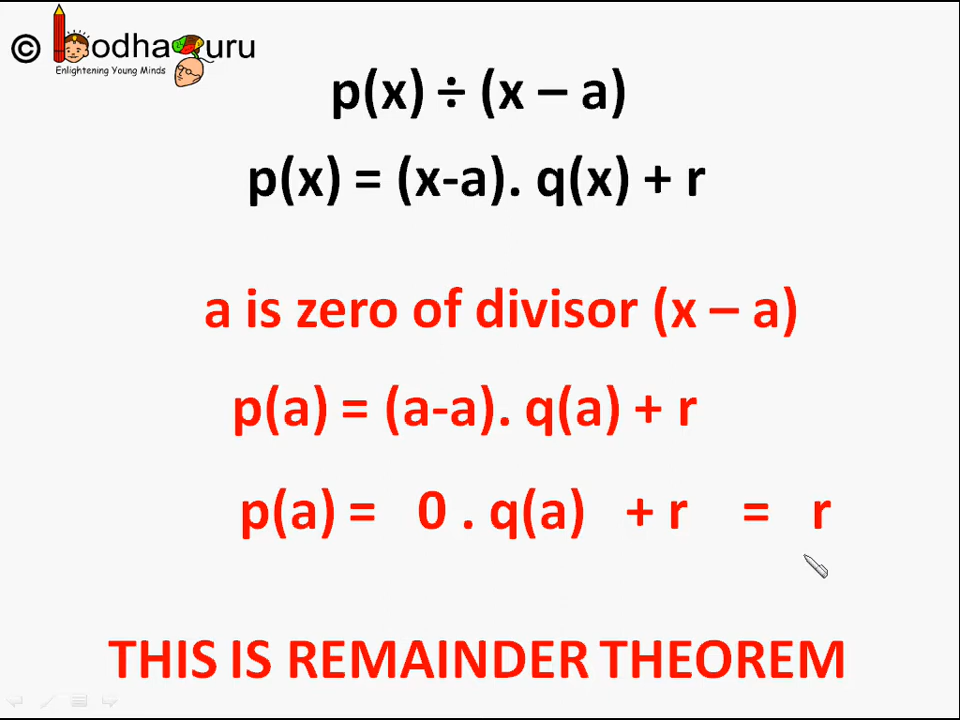 © bodhaguru
Enlightening Young Minds
p(x) ÷ (x – a)
p(x) = (x-a). q(x) + r
a is zero of divisor (x – a)
p(a) = (a-a). q(a) + r
p(a) = 0 . q(a) + r = r
THIS IS REMAINDER THEOREM